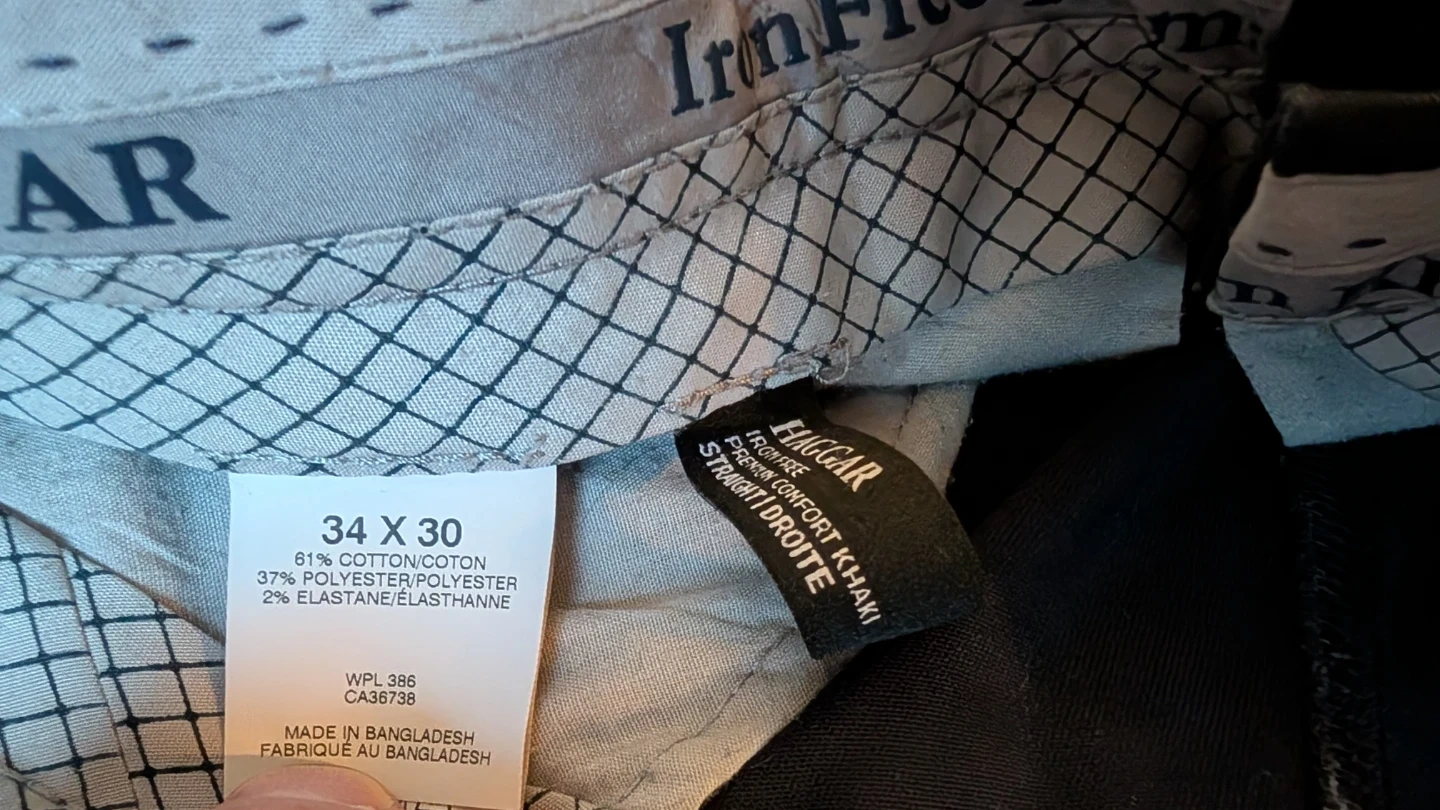 AR
34 X 30
61% COTTON/COTON
37% POLYESTER/POLYESTER
2% ELASTANE/ÉLASTHANNE
WPL 386
CA36738
MADE IN BANGLADESH
FABRIQUÉ AU BANGLADESH
HAGGAR
IRON FREE
PREMIUM COMFORT KHAKI
STRAIGHT | DROITE